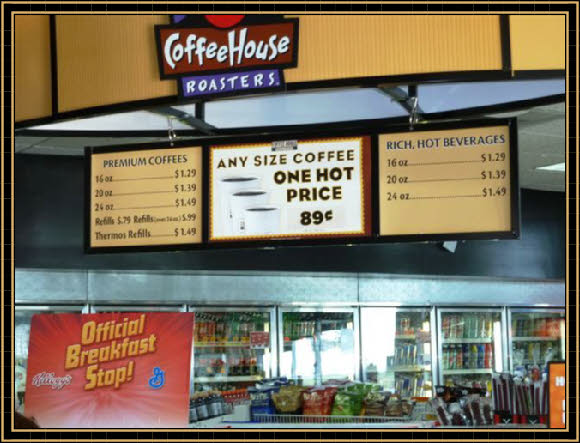 CoffeeHouse
ROASTERS
PREMIUM COFFEES
16 oz.......$1.29
20 oz.......$1.39
24 oz.......$1.49
Refills $.79 Refills $.99
Thermos Refills.....$1.49
ANY SIZE COFFEE
ONE HOT
PRICE
89¢
RICH, HOT BEVERAGES
16 oz.......$1.29
20 oz.......$1.39
24 oz.......$1.49
Official
Breakfast
Stop!
Kellogg's
G